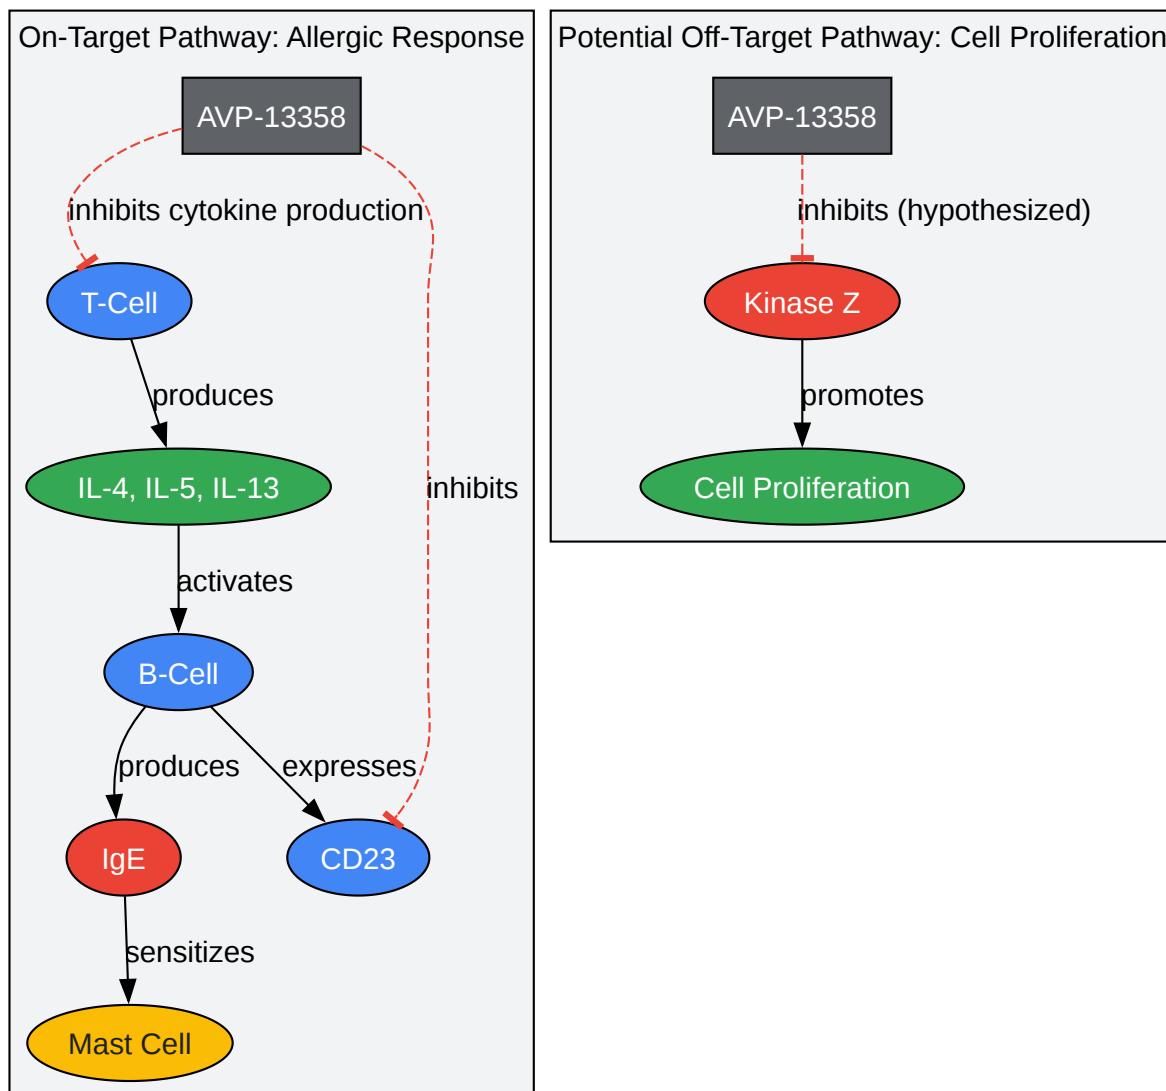 On-Target Pathway: Allergic Response
AVP-13358
inhibits cytokine production
T-Cell
produces
IL-4, IL-5, IL-13
inhibits
activates
B-Cell
produces
expresses
IgE
CD23
sensitizes
Mast Cell
Potential Off-Target Pathway: Cell Proliferation
AVP-13358
inhibits (hypothesized)
Kinase Z
promotes
Cell Proliferation